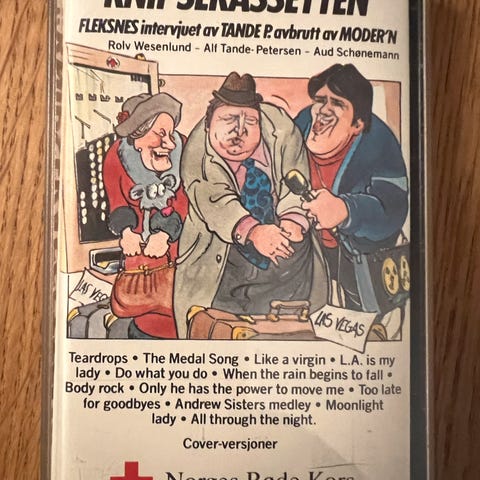 KNIPSEKASSETTEN
FLEKSNES intervjuet av TANDE P. avbrutt av MODER'N
Rolv Wesenlund - Alf Tande-Petersen - Aud Schønemann
LAS VEGAS
Teardrops • The Medal Song • Like a virgin • L.A. is my
lady • Do what you do • When the rain begins to fall •
Body rock • Only he has the power to move me • Too late
for goodbyes • Andrew Sisters medley • Moonlight
lady • All through the night.
Cover-versjoner
Norges Røde Kors